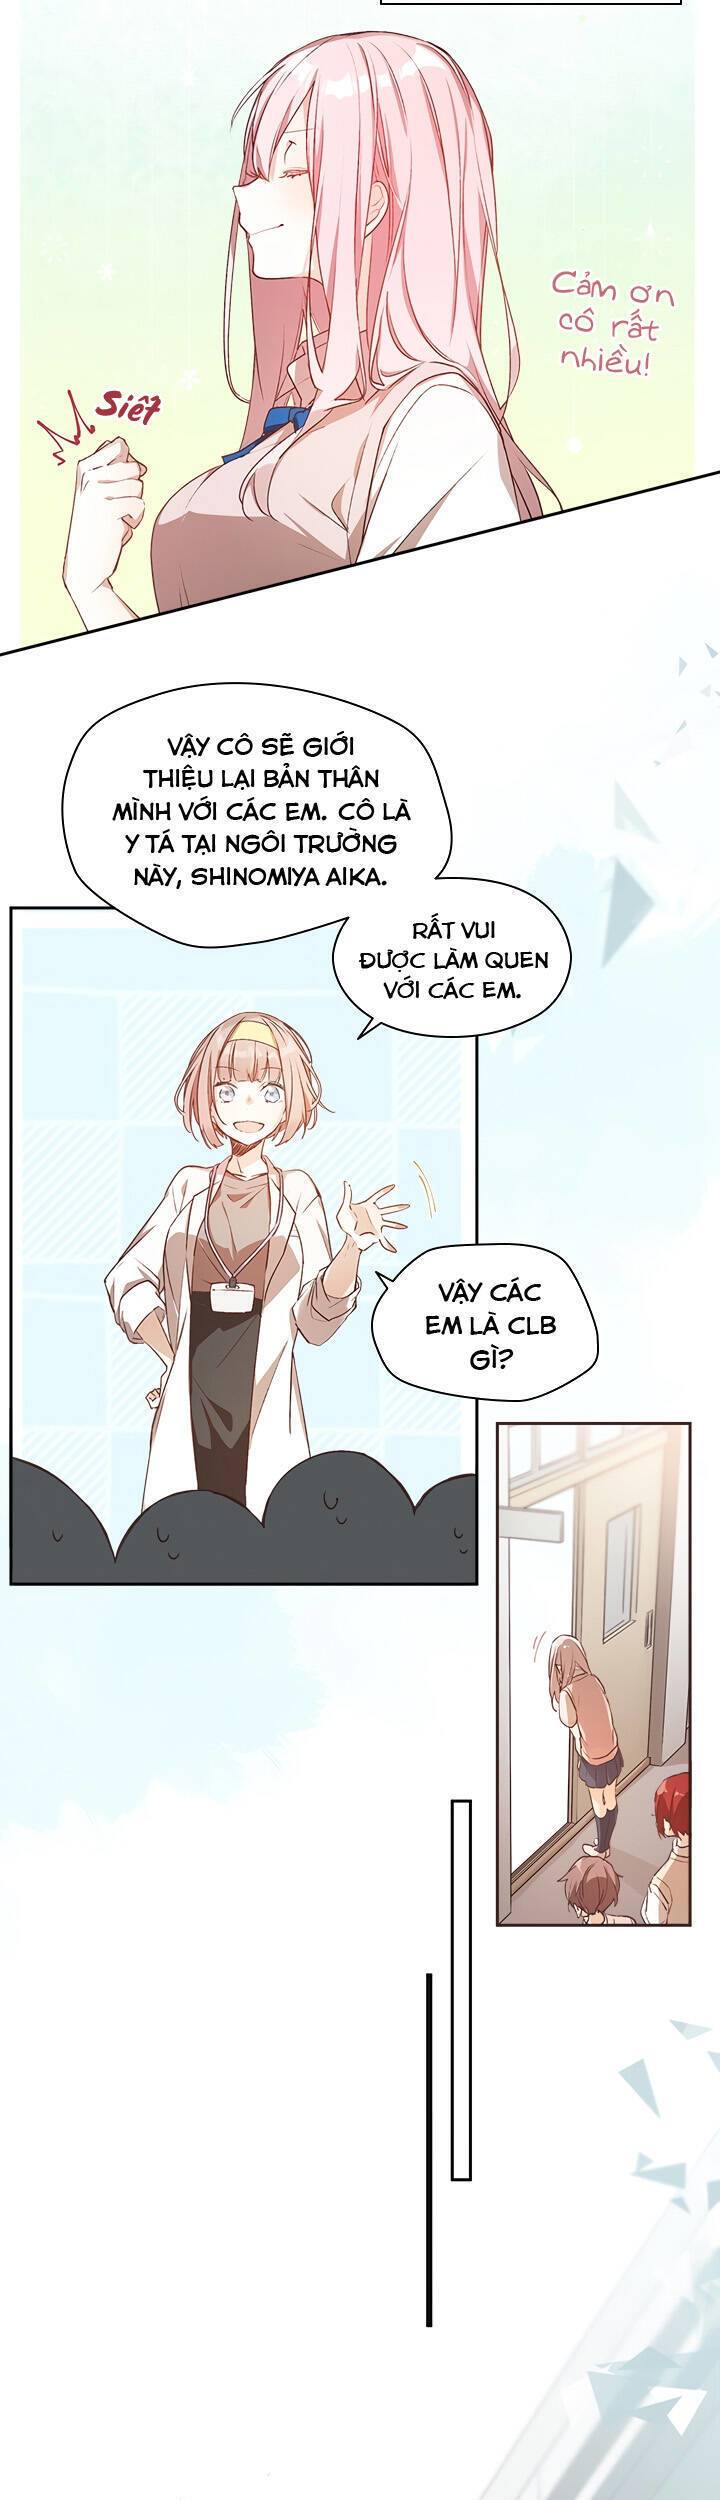 Cảm ơn
cô rất
nhiều!
Siết
VẬY CÔ SẼ GIỚI
THIỆU LẠI BẢN THÂN
MÌNH VỚI CÁC EM. CÔ LÀ
Y TÁ TẠI NGÔI TRƯỜNG
NÀY, SHINOMIYA AIKA.
RẤT VUI
ĐƯỢC LÀM QUEN
VỚI CÁC EM.
VẬY CÁC
EM LÀ CLB
GÌ?